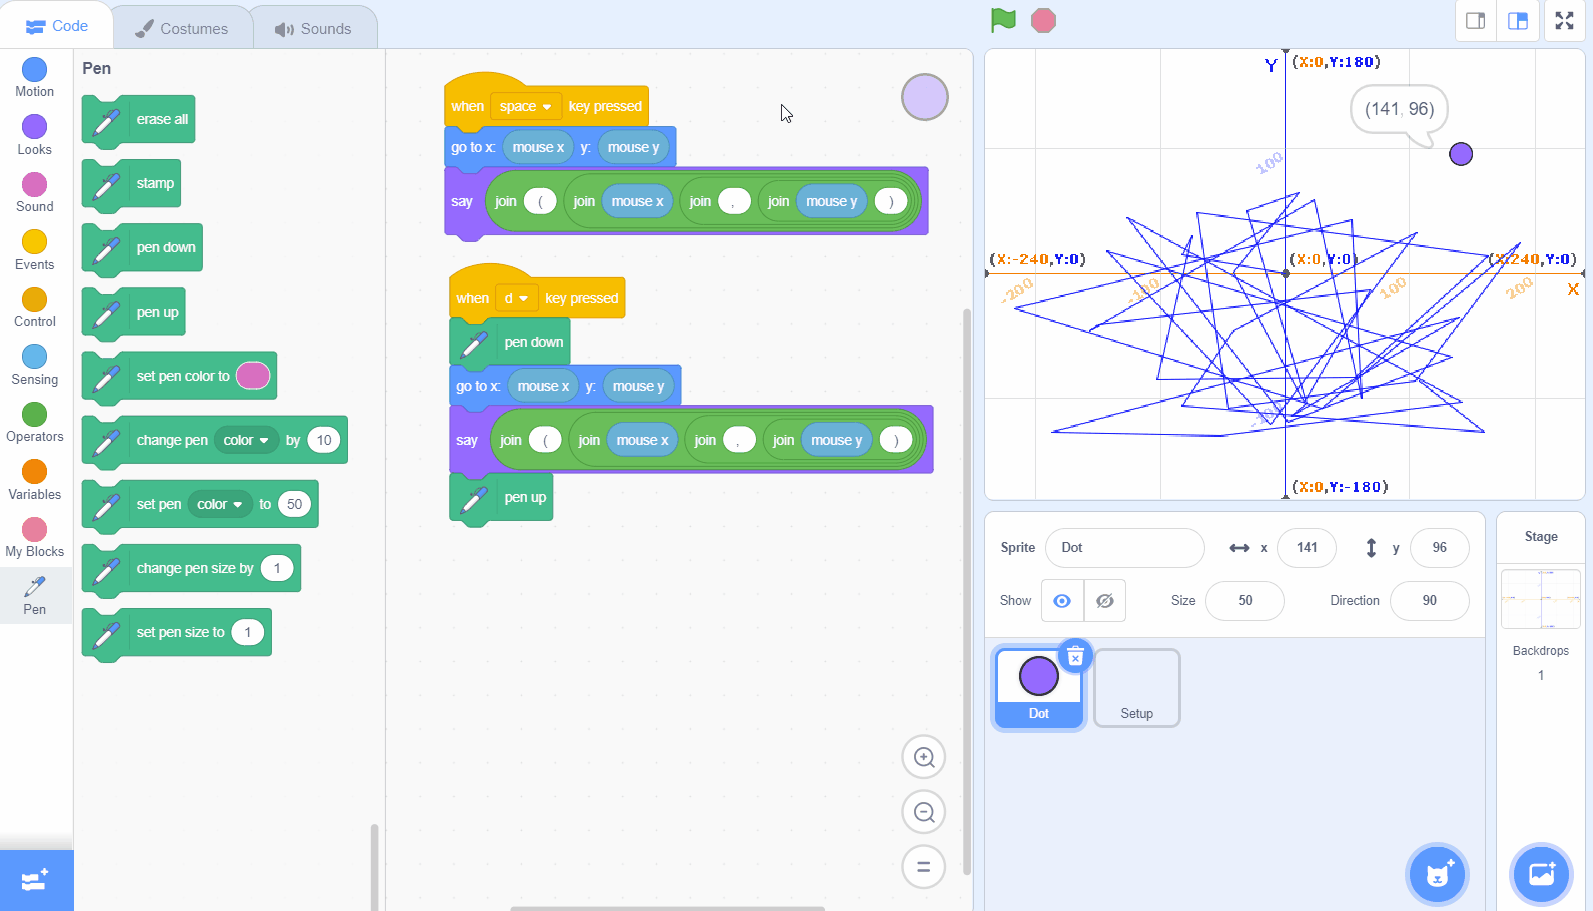 Code
Costumes
Sounds
Motion
Looks
Sound
Events
Control
Sensing
Operators
Variables
My Blocks
Pen
Pen
erase all
stamp
pen down
pen up
set pen color to
change pen color by 10
set pen color to 50
change pen size by 1
set pen size to 1
when space key pressed
go to x: mouse x y: mouse y
say join ( join mouse x join , join mouse y )
when d key pressed
pen down
go to x: mouse x y: mouse y
say join ( join mouse x join , join mouse y )
pen up
Y (X:0,Y:180)
(141, 96)
100
(X:-240,Y:0) (X:0,Y:0) (X:240,Y:0)
-200 -100 100 200 X
-100
(X:0,Y:-180)
Sprite Dot x 141 y 96
Show Size 50 Direction 90
Dot
Setup
Stage
Backdrops
1